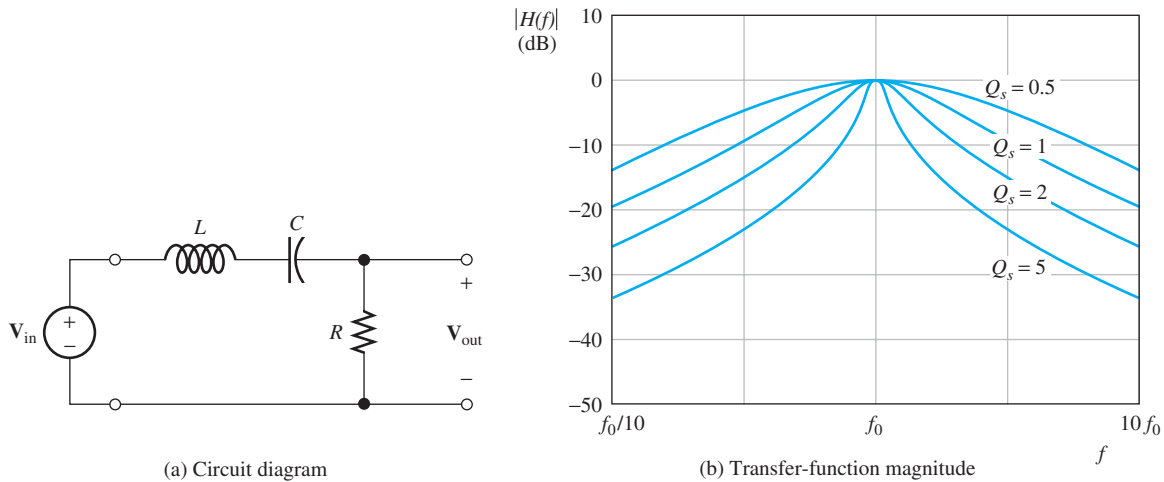 L
C
V_in
+
−
R
+
V_out
−
(a) Circuit diagram
|H(f)|
(dB)
10
0
−10
−20
−30
−40
−50
Q_s = 0.5
Q_s = 1
Q_s = 2
Q_s = 5
f_0/10
f_0
10 f_0
f
(b) Transfer-function magnitude